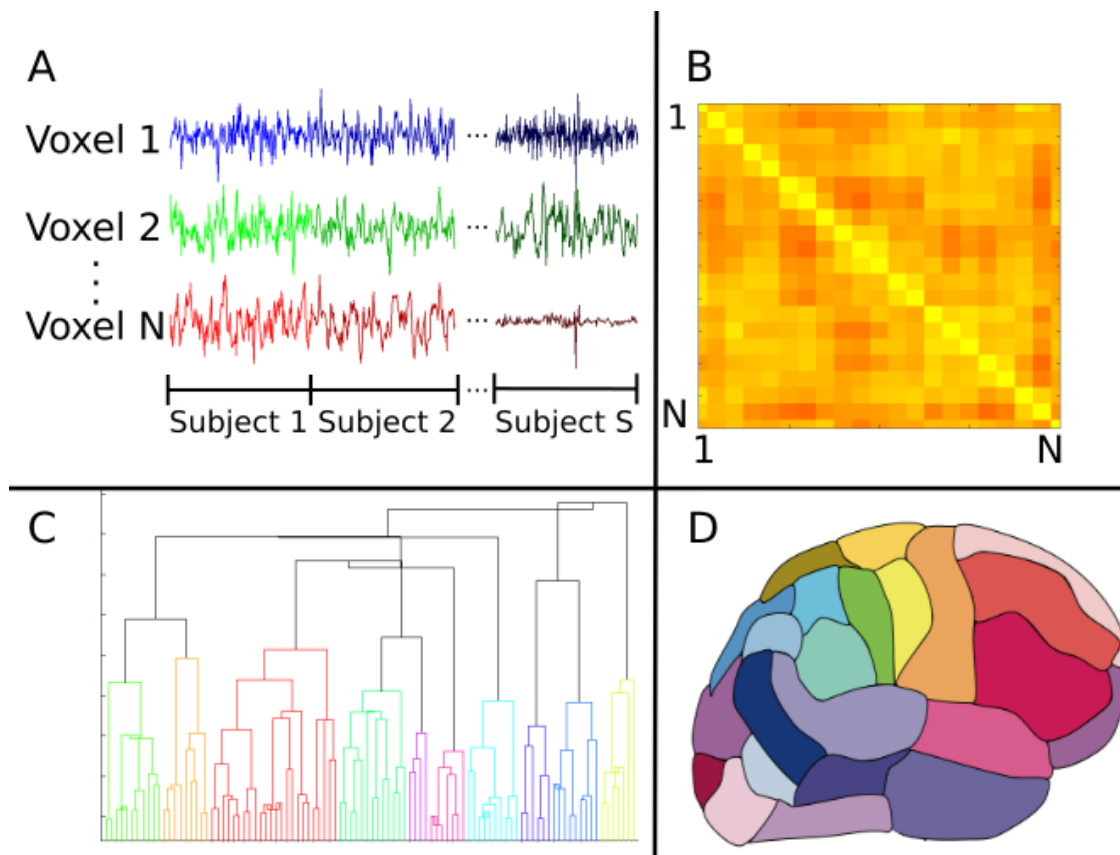 A
Voxel 1
...
Voxel 2
...
Voxel N
...
Subject 1
Subject 2
...
Subject S
B
1
N
1
N
C
D